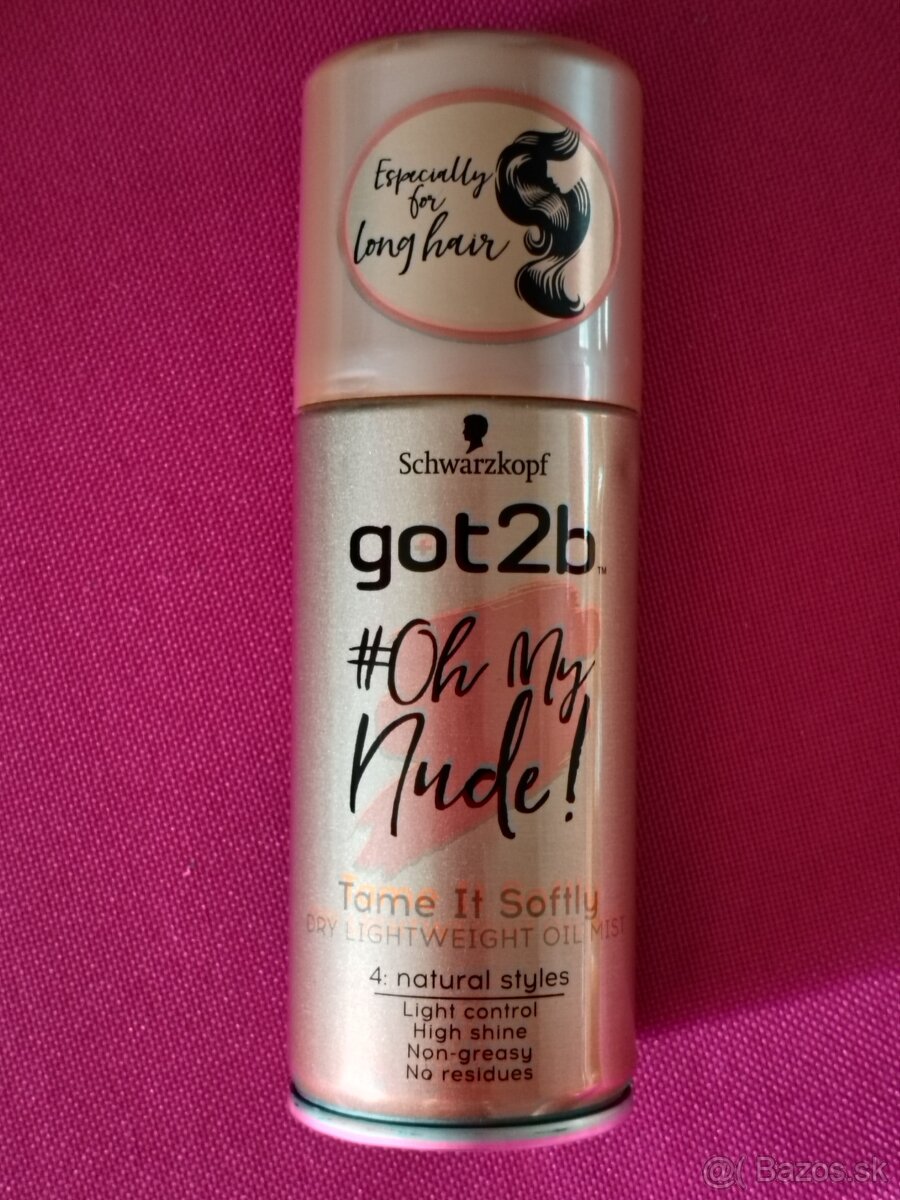 Especially
for
long hair
Schwarzkopf
got2b™
#Oh My
Nude!
Tame It Softly
DRY LIGHTWEIGHT OIL MIST
4: natural styles
Light control
High shine
Non-greasy
No residues
@( Bazos.sk